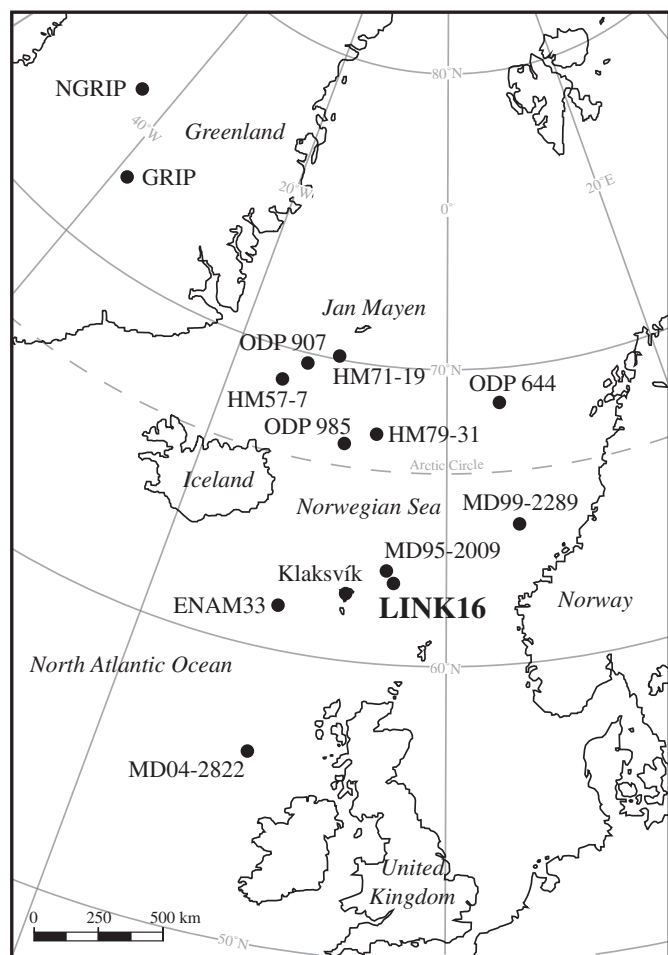 80°N
NGRIP
40°W
Greenland
GRIP
20°W
20°E
0°
Jan Mayen
ODP 907
70°N
HM71-19
ODP 644
HM57-7
ODP 985
HM79-31
Arctic Circle
Iceland
Norwegian Sea
MD99-2289
MD95-2009
Klaksvík
ENAM33
LINK16
Norway
North Atlantic Ocean
60°N
MD04-2822
United
Kingdom
0 250 500 km
50°N